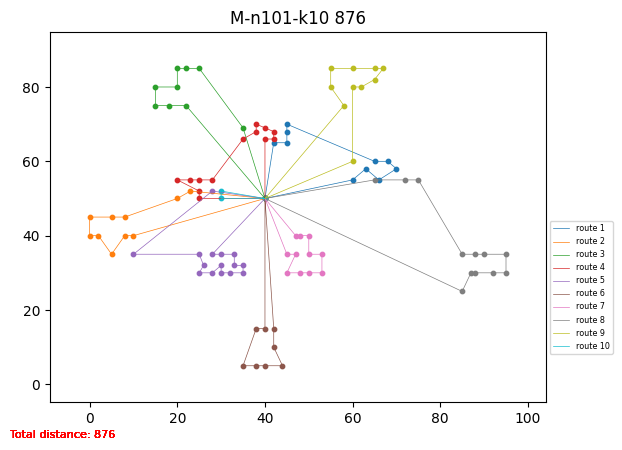 M-n101-k10 876
80
60
40
20
0
0
20
40
60
80
100
route 1
route 2
route 3
route 4
route 5
route 6
route 7
route 8
route 9
route 10
Total distance: 876